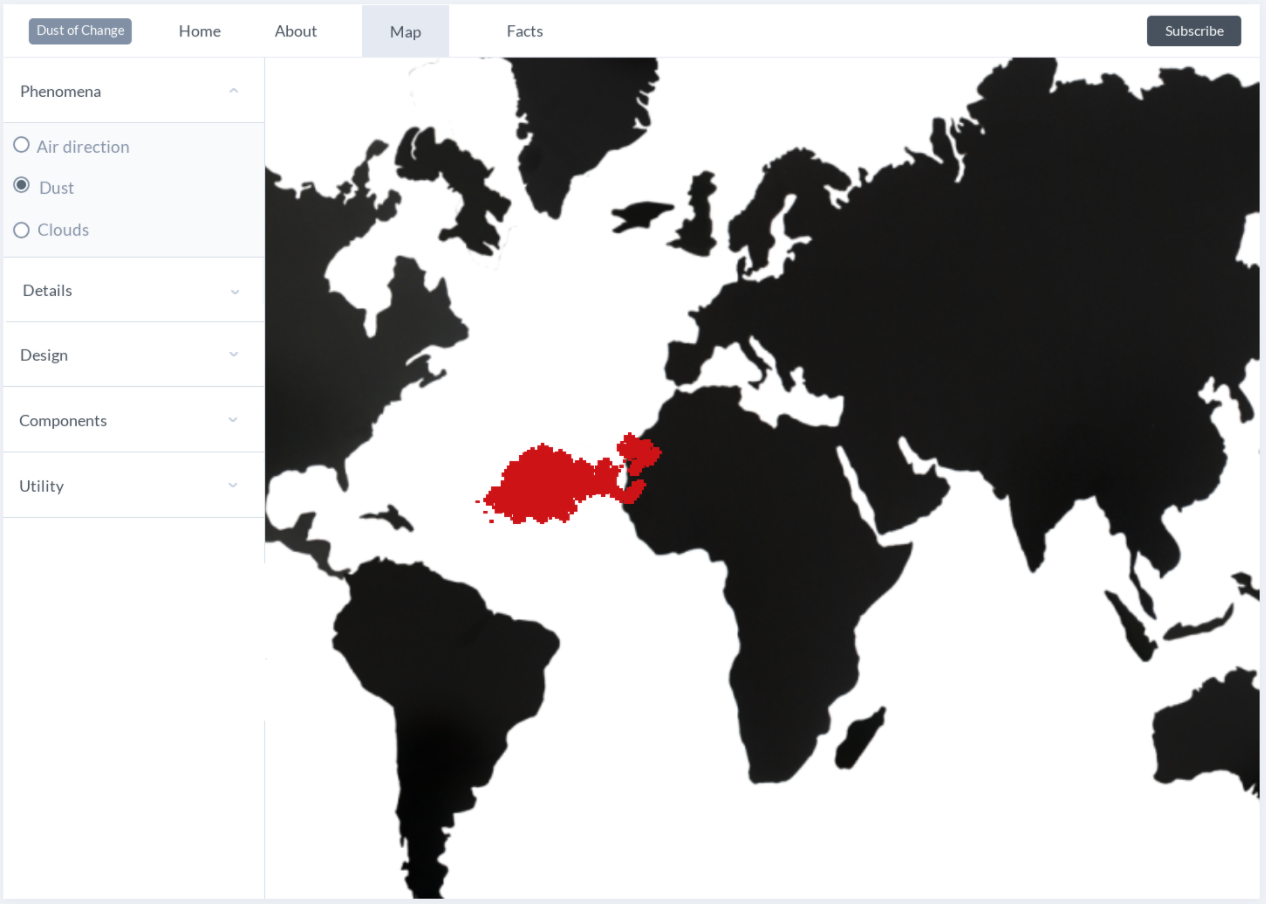 Dust of Change
Home
About
Map
Facts
Subscribe
Phenomena
Air direction
Dust
Clouds
Details
Design
Components
Utility